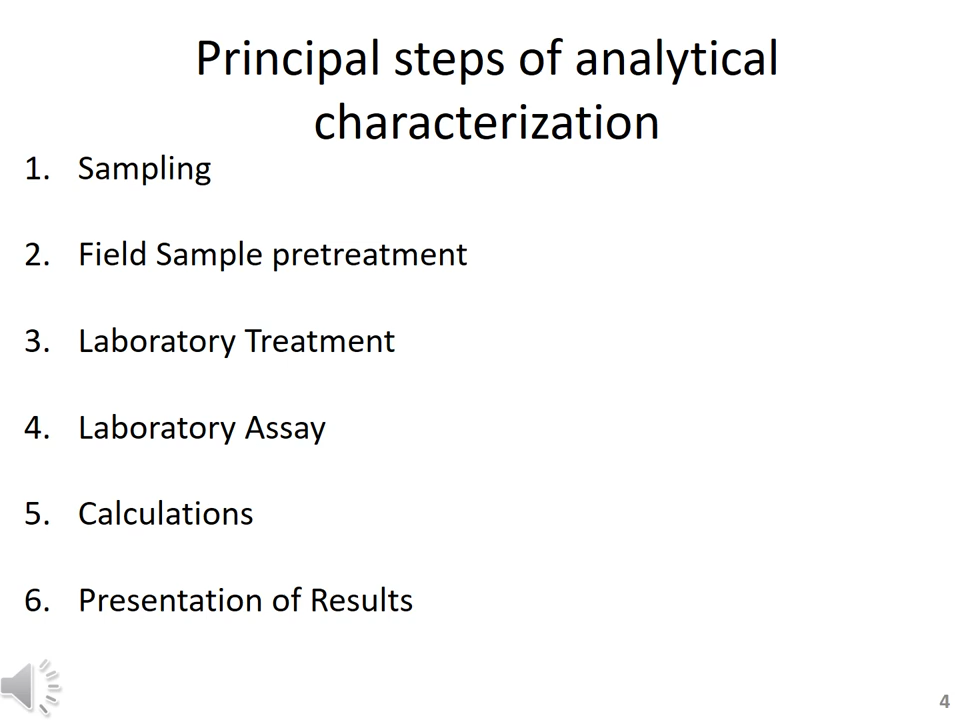 Principal steps of analytical
characterization
1. Sampling
2. Field Sample pretreatment
3. Laboratory Treatment
4. Laboratory Assay
5. Calculations
6. Presentation of Results
4